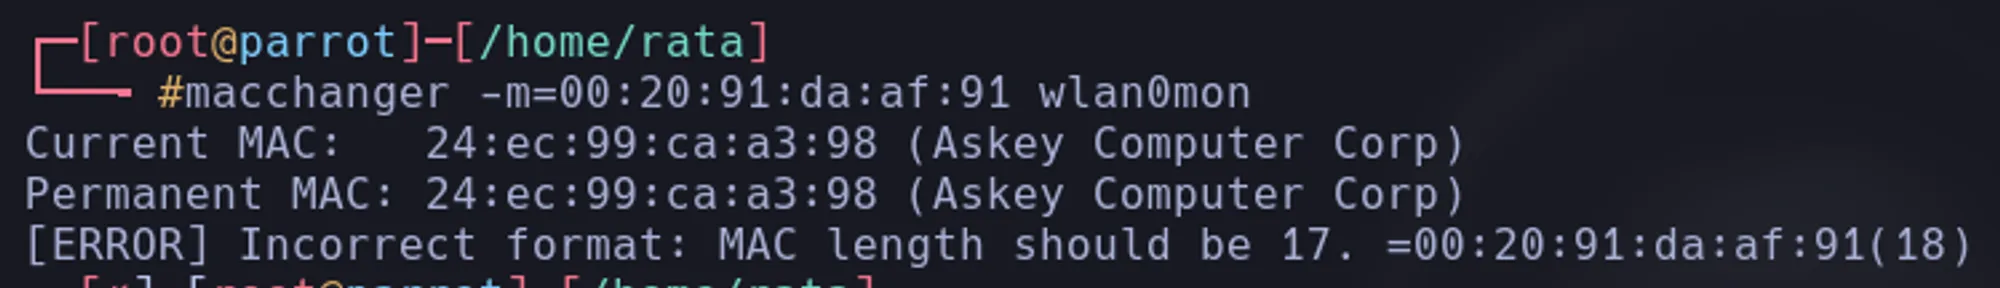 ┌─[root@parrot]─[/home/rata]
└──╼ #macchanger -m=00:20:91:da:af:91 wlan0mon
Current MAC:   24:ec:99:ca:a3:98 (Askey Computer Corp)
Permanent MAC: 24:ec:99:ca:a3:98 (Askey Computer Corp)
[ERROR] Incorrect format: MAC length should be 17. =00:20:91:da:af:91(18)